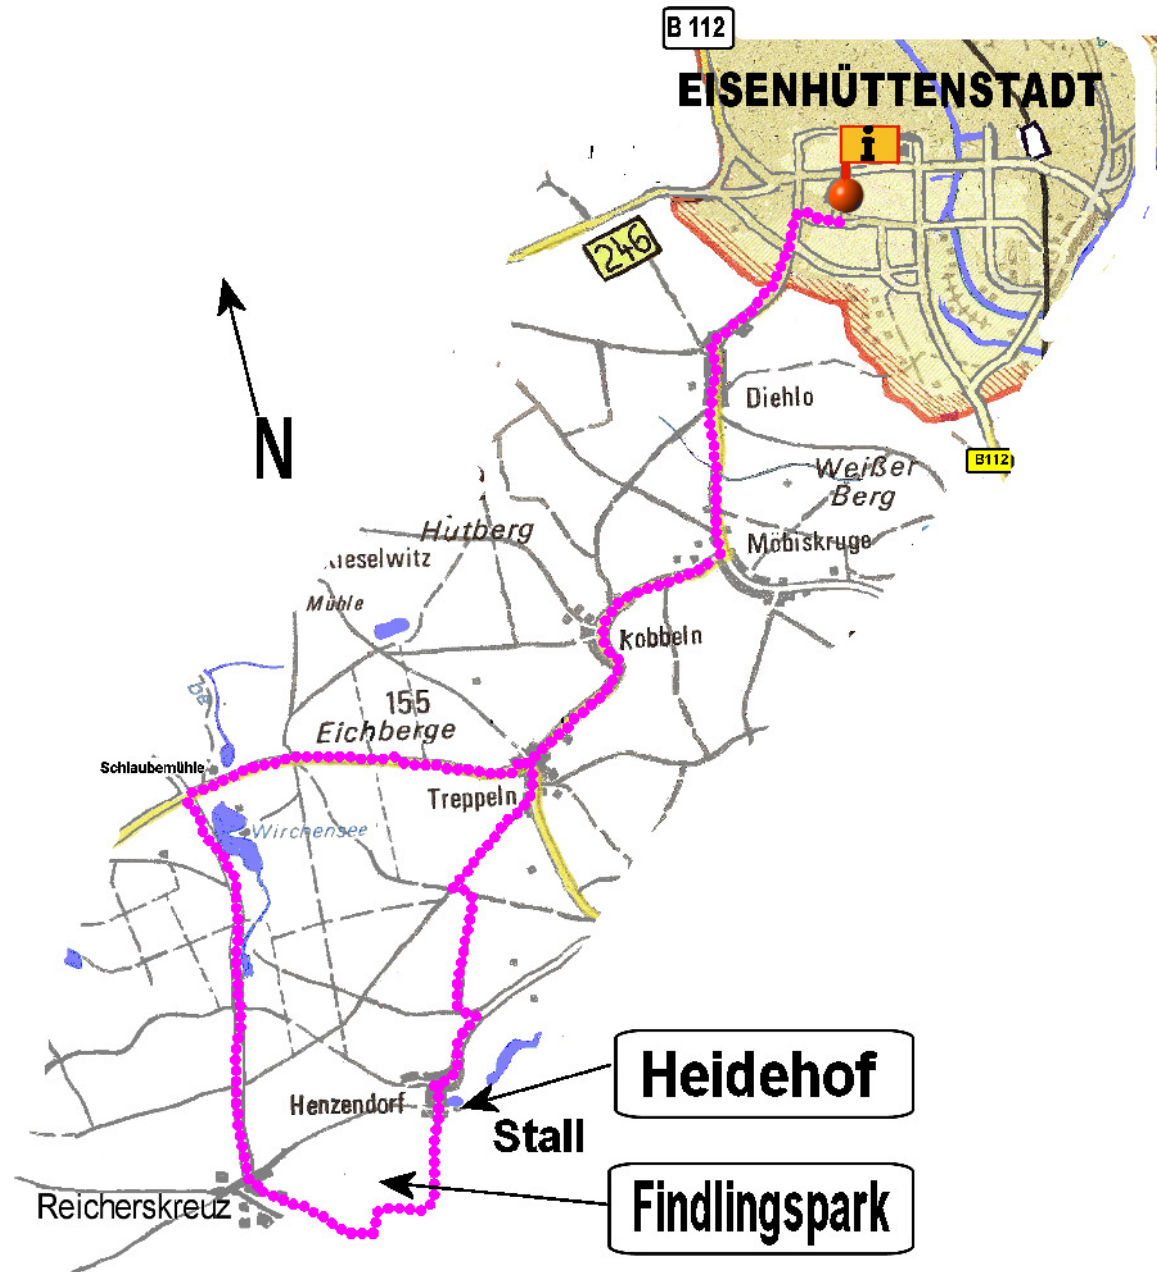 B 112
EISENHÜTTENSTADT
i
246
Diehlo
B112
Weißer
Berg
N
Hutberg
Möbiskruge
ieselwitz
Mühle
Kobbeln
155
Eichberge
Schlaubemühle
Treppeln
Wirchensee
Heidehof
Henzendorf
Stall
Findlingspark
Reicherskreuz